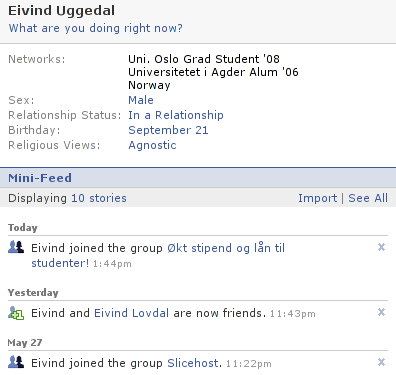 Eivind Uggedal
What are you doing right now?
Networks: Uni. Oslo Grad Student '08
Universitetet i Agder Alum '06
Norway
Sex: Male
Relationship Status: In a Relationship
Birthday: September 21
Religious Views: Agnostic
Mini-Feed
Displaying 10 stories Import | See All
Today
Eivind joined the group Økt stipend og lån til
studenter! 1:44pm
Yesterday
Eivind and Eivind Lovdal are now friends. 11:43pm
May 27
Eivind joined the group Slicehost. 11:22pm